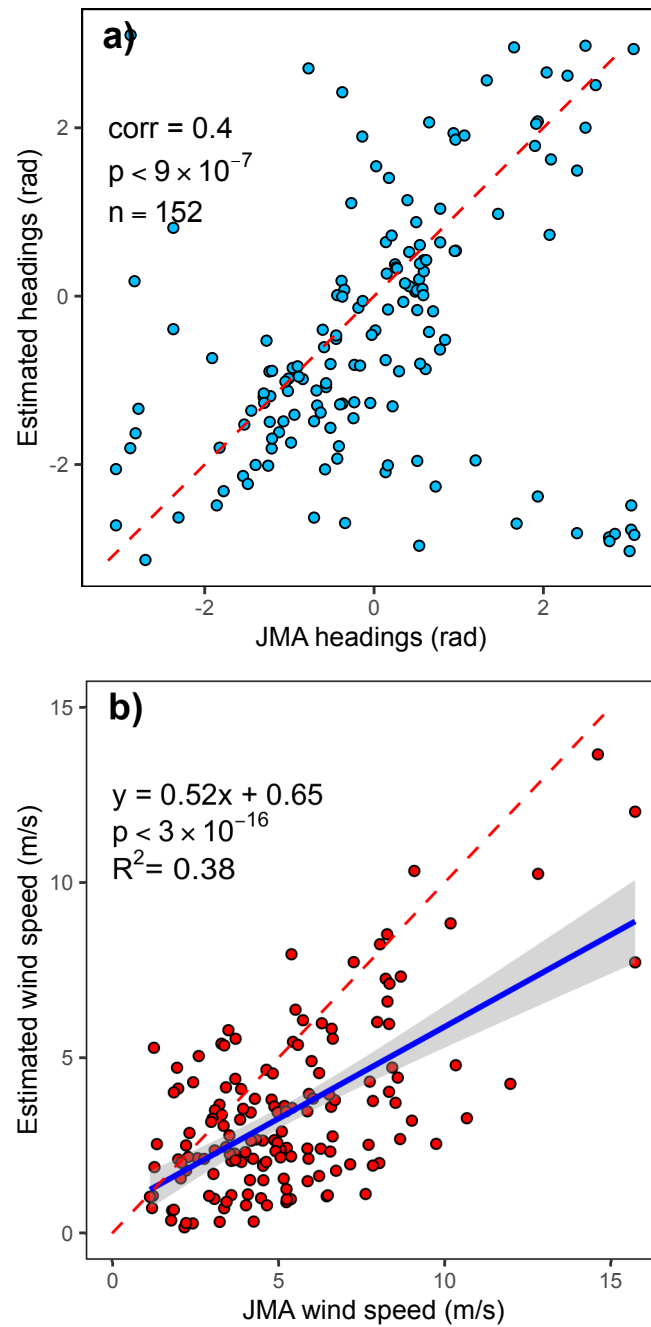 a)
corr = 0.4
p < 9 × 10⁻⁷
n = 152
2
0
-2
Estimated headings (rad)
-2 0 2
JMA headings (rad)
b)
y = 0.52x + 0.65
p < 3 × 10⁻¹⁶
R²= 0.38
15
10
5
0
Estimated wind speed (m/s)
0 5 10 15
JMA wind speed (m/s)